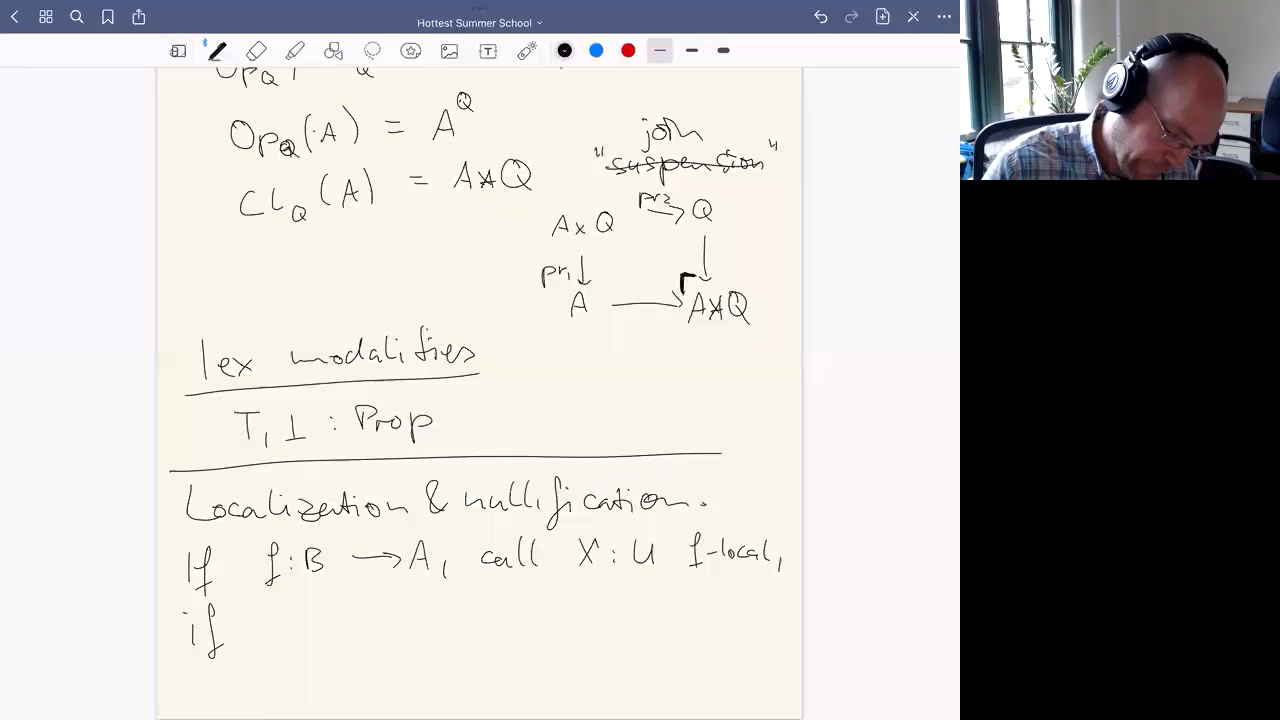 Hottest Summer School
Op_Q(A) = A^Q
Cl_Q(A) = A★Q
join
"suspension"
A × Q
pr2
Q
pr1
A
A★Q
lex modalities
⊤, ⊥ : Prop
Localization & nullification.
If f : B → A, call X : U f-local,
if